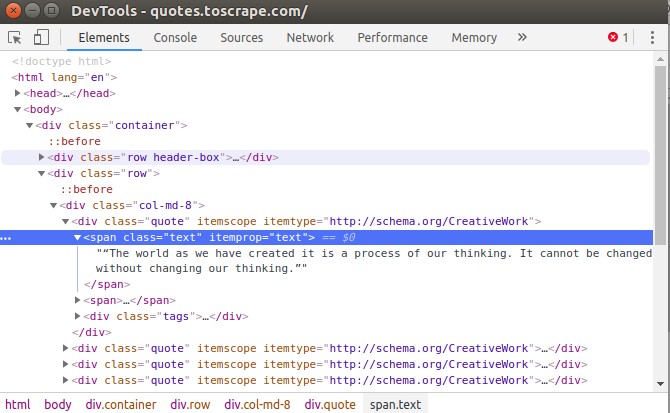 DevTools - quotes.toscrape.com/
Elements Console Sources Network Performance Memory » 1
<!doctype html>
<html lang="en">
<head>…</head>
<body>
<div class="container">
::before
<div class="row header-box">…</div>
<div class="row">
::before
<div class="col-md-8">
<div class="quote" itemscope itemtype="http://schema.org/CreativeWork">
<span class="text" itemprop="text"> == $0
"“The world as we have created it is a process of our thinking. It cannot be changed
without changing our thinking.”"
</span>
<span>…</span>
<div class="tags">…</div>
</div>
<div class="quote" itemscope itemtype="http://schema.org/CreativeWork">…</div>
<div class="quote" itemscope itemtype="http://schema.org/CreativeWork">…</div>
<div class="quote" itemscope itemtype="http://schema.org/CreativeWork">…</div>
html body div.container div.row div.col-md-8 div.quote span.text